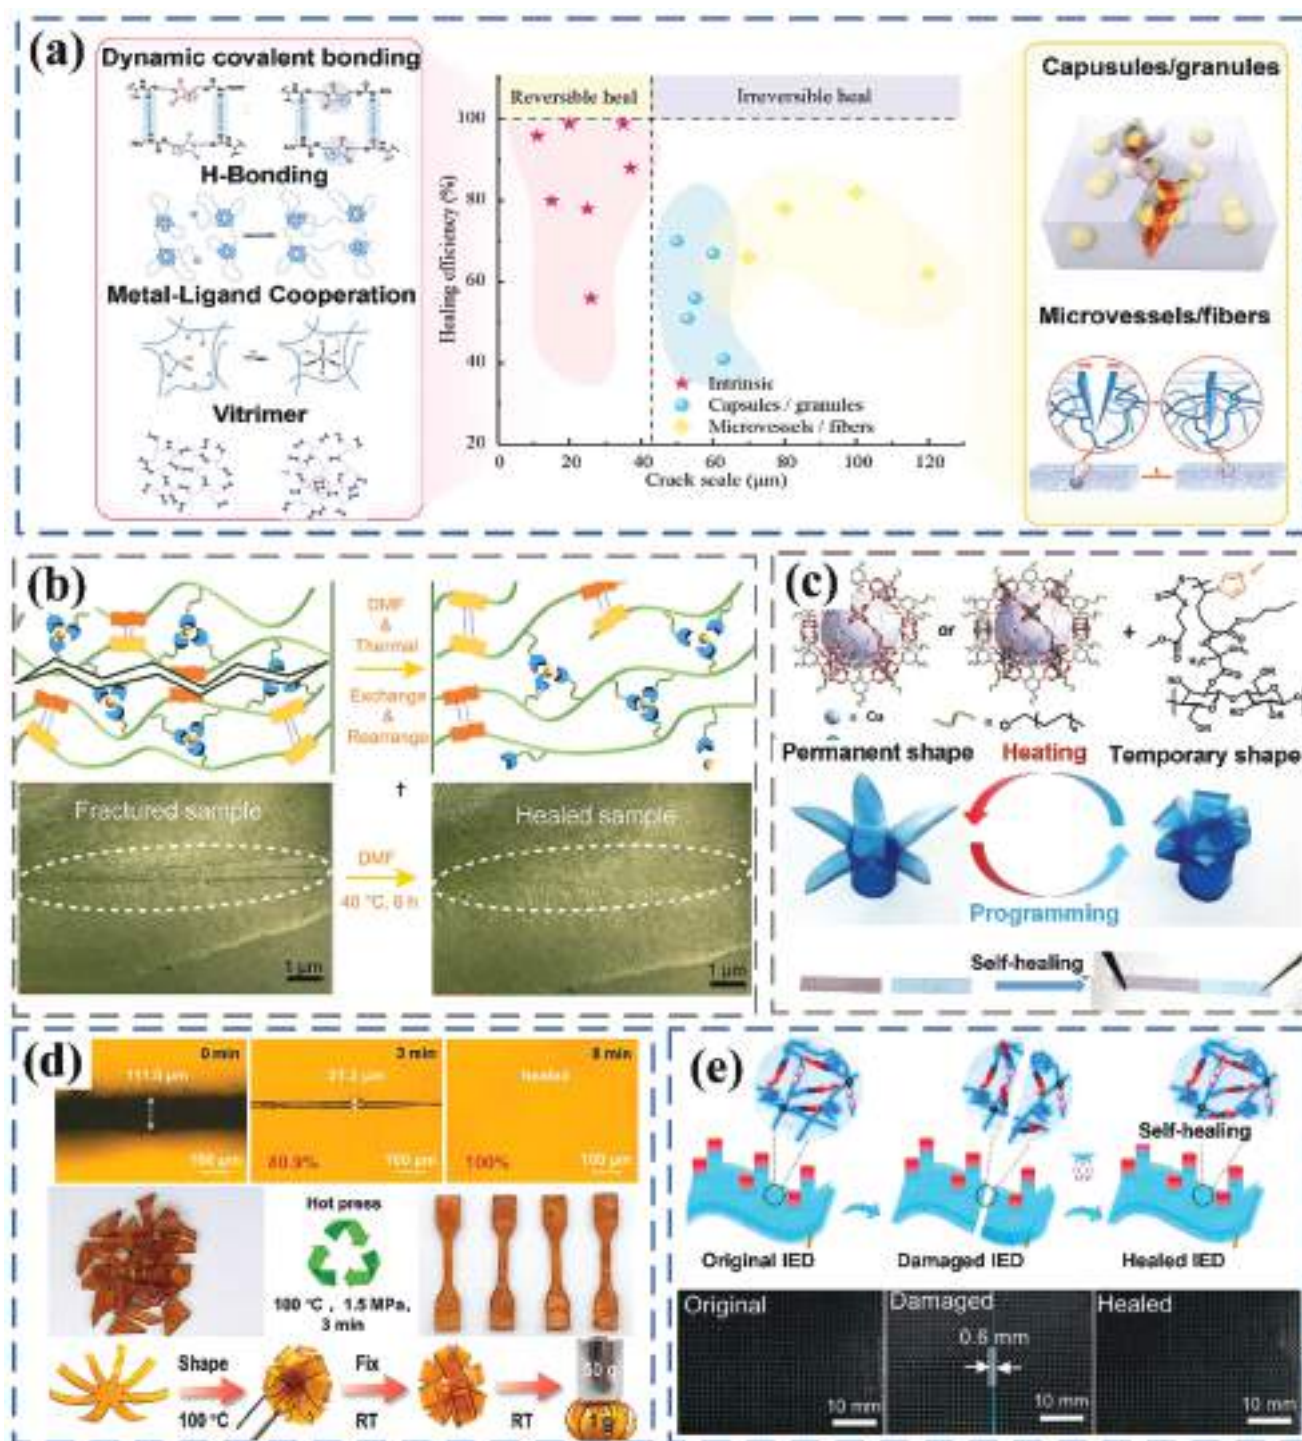 (a)
Dynamic covalent bonding
H-Bonding
Metal-Ligand Cooperation
Vitrimer
Reversible heal
Irreversible heal
Healing efficiency (%)
100
80
60
40
20
0
20
40
60
80
100
120
Crack scale (μm)
Intrinsic
Capsules / granules
Microvessels / fibers
Capusules/granules
Microvessels/fibers
(b)
DMF
&
Thermal
Exchange
&
Rearrange
Fractured sample
1 μm
DMF
Healed sample
1 μm
(c)
or
+
= Cu
=
Permanent shape
Heating
Temporary shape
Programming
Self-healing
(d)
0 min
3 min
8 min
healed
100 μm
100%
100 μm
Hot press
100 °C , 1.5 MPa,
3 min
Shape
100 °C
Fix
RT
RT
50 g
1 g
(e)
Self-healing
Original IED
Damaged IED
Healed IED
Original
10 mm
Damaged
0.6 mm
10 mm
Healed
10 mm